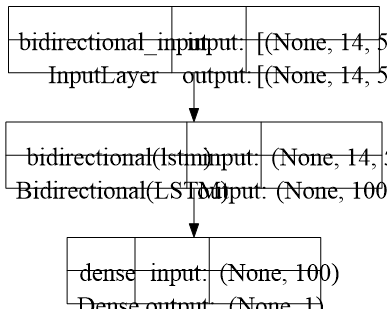 bidirectional_input input: [(None, 14, 5
InputLayer output: [(None, 14, 5
bidirectional(lstm) input: (None, 14,
Bidirectional(LSTM) output: (None, 100
dense input: (None, 100)
Dense output: (None, 1)